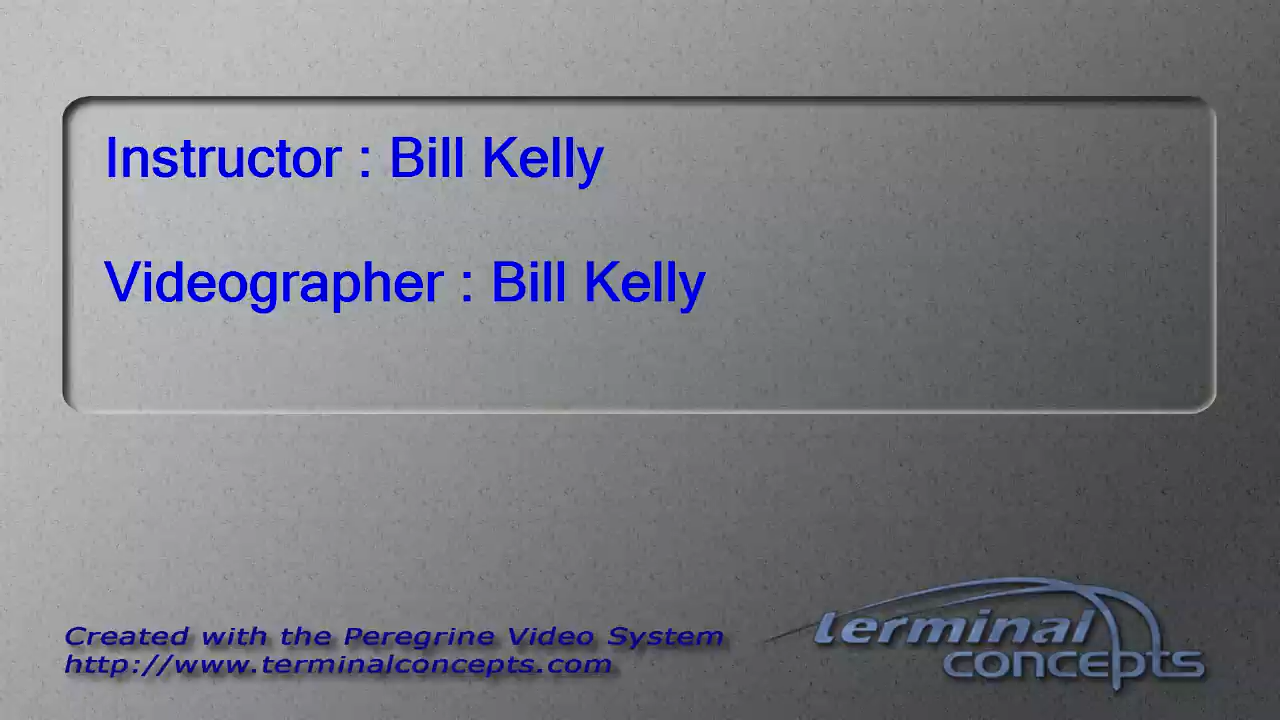 Instructor : Bill Kelly
Videographer : Bill Kelly
Created with the Peregrine Video System
http://www.terminalconcepts.com
terminal
concepts